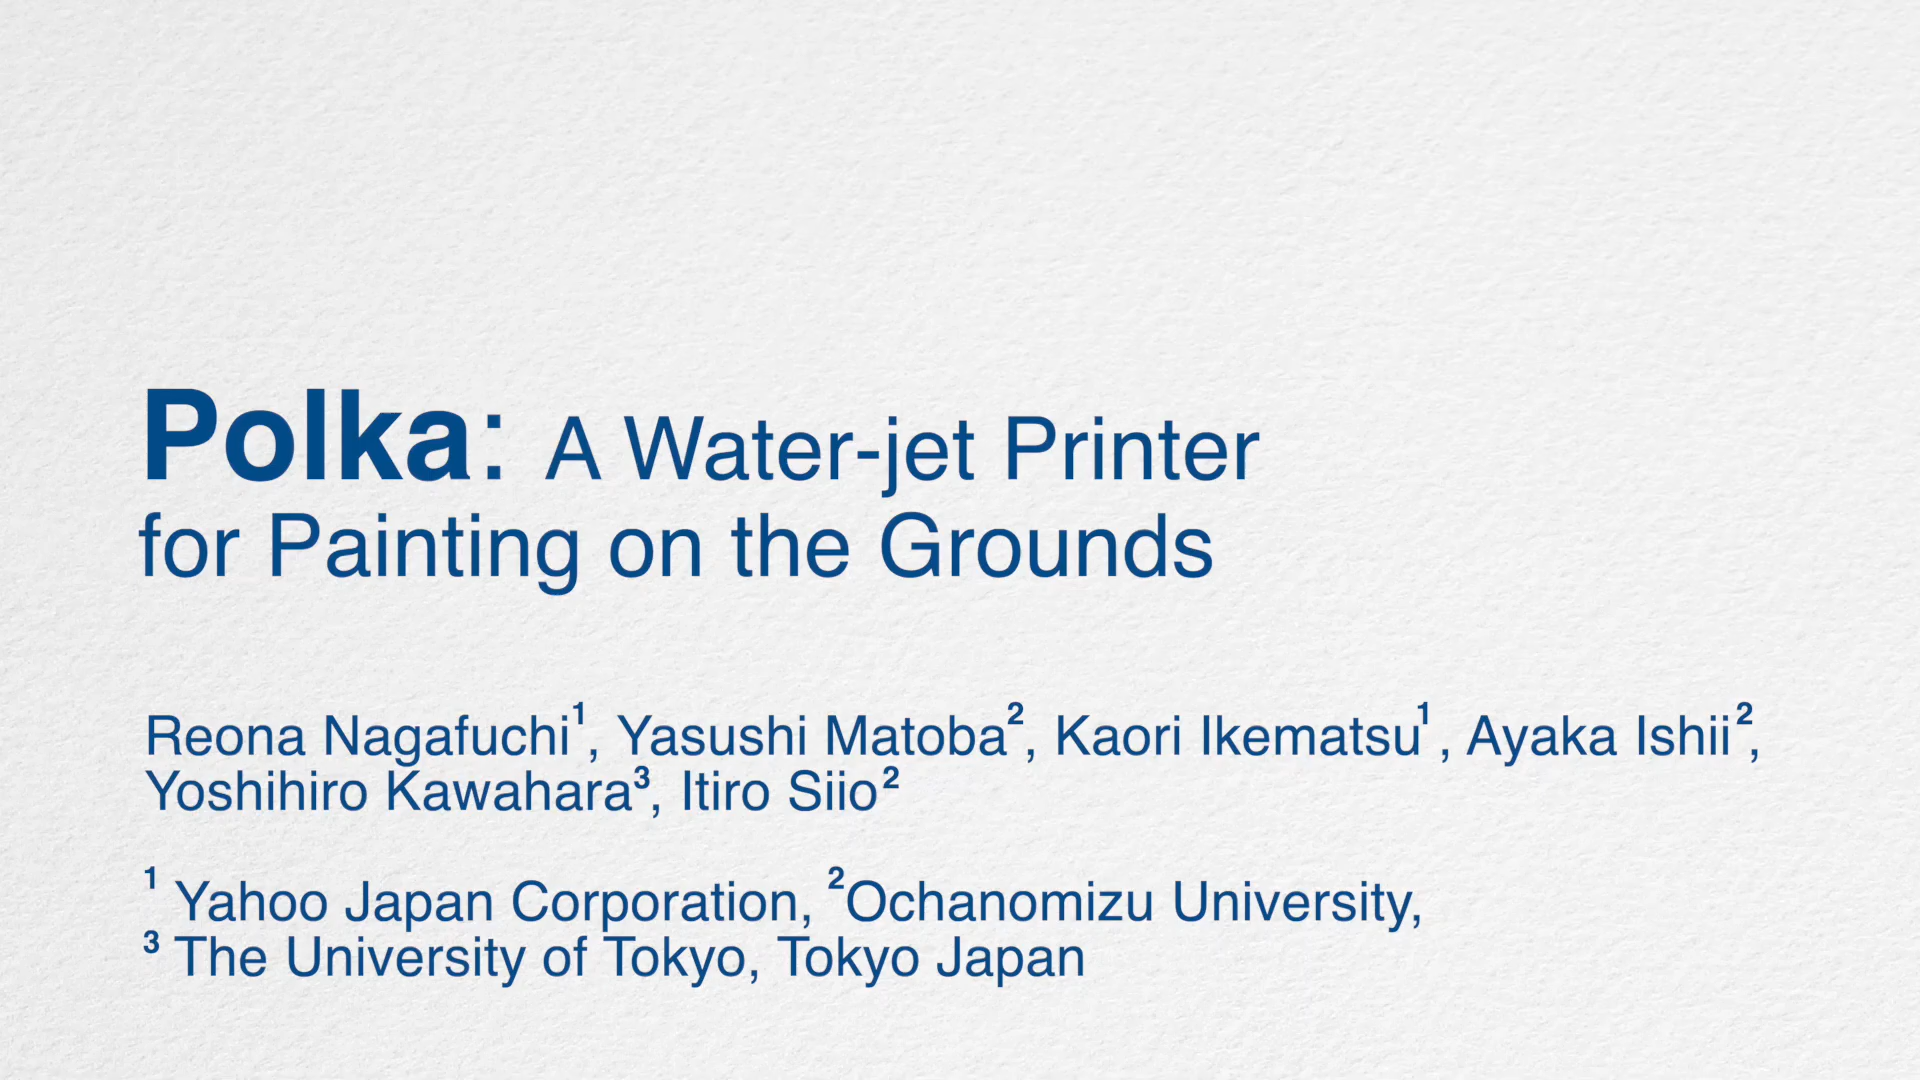 Polka: A Water-jet Printer
for Painting on the Grounds
Reona Nagafuchi¹, Yasushi Matoba², Kaori Ikematsu¹, Ayaka Ishii²,
Yoshihiro Kawahara³, Itiro Siio²
¹ Yahoo Japan Corporation, ²Ochanomizu University,
³ The University of Tokyo, Tokyo Japan